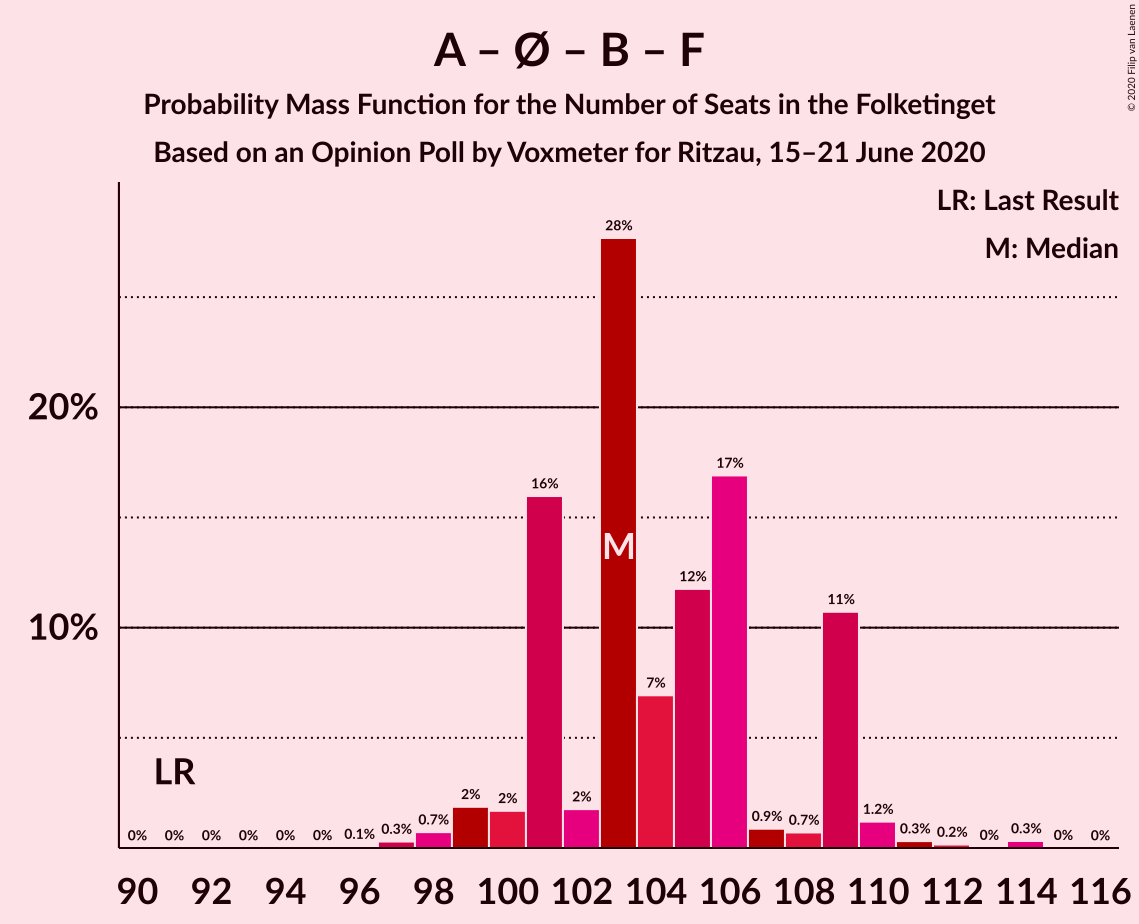 A – Ø – B – F
Probability Mass Function for the Number of Seats in the Folketinget
Based on an Opinion Poll by Voxmeter for Ritzau, 15–21 June 2020
© 2020 Filip van Laenen
LR: Last Result
M: Median
20%
10%
0% 0% 0% 0% 0% 0% 0.1% 0.3% 0.7% 2% 2% 16% 2% 28% 7% 12% 17% 0.9% 0.7% 11% 1.2% 0.3% 0.2% 0% 0.3% 0% 0%
M
LR
90 92 94 96 98 100 102 104 106 108 110 112 114 116